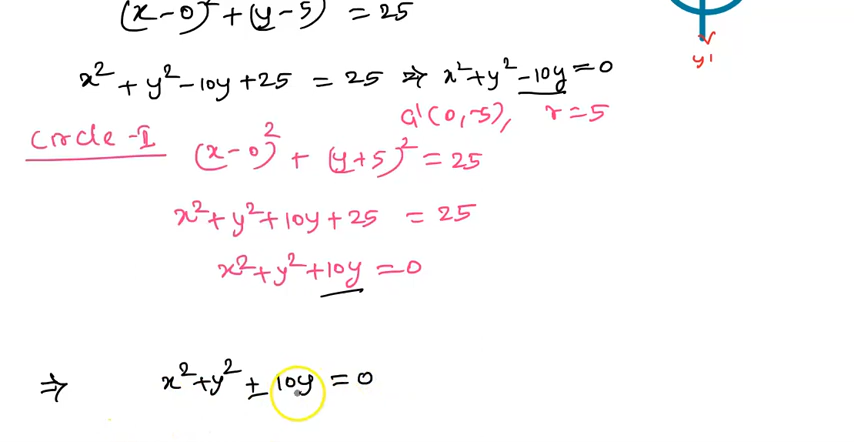 (x-0)² + (y-5)² = 25
y'
x² + y² - 10y + 25 = 25 ⇒ x² + y² - 10y = 0
c'(0,-5), r = 5
Circle-I
(x-0)² + (y+5)² = 25
x² + y² + 10y + 25 = 25
x² + y² + 10y = 0
⇒ x² + y² ± 10y = 0